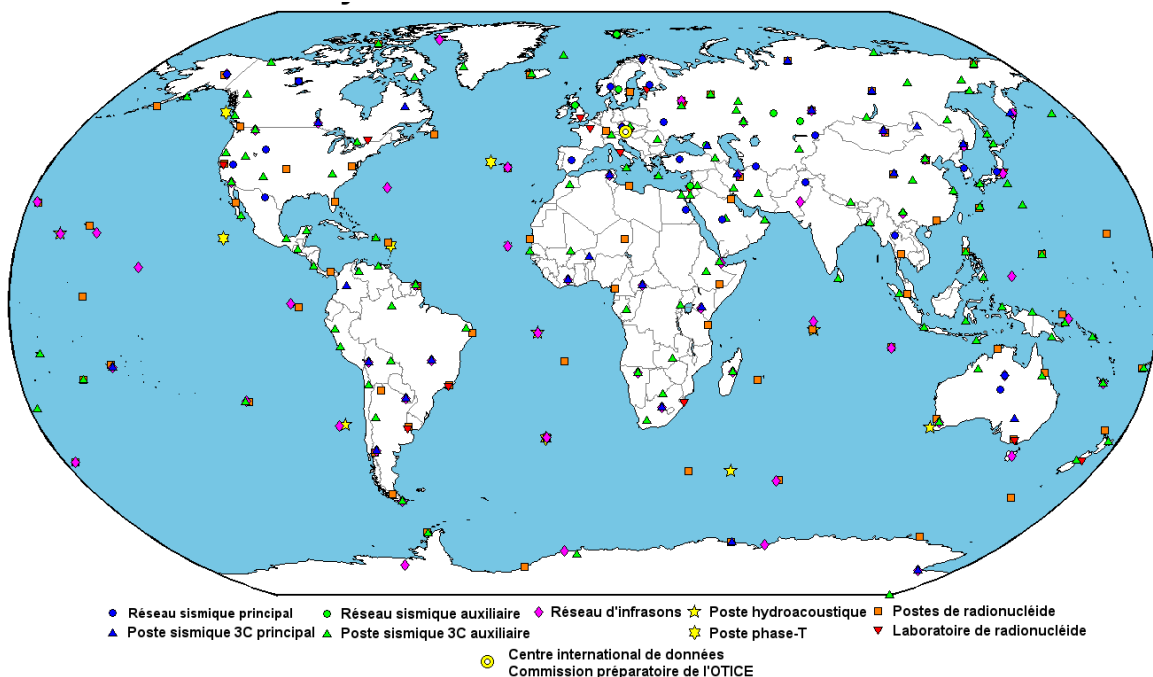 Réseau sismique principal
Réseau sismique auxiliaire
Réseau d'infrasons
Poste hydroacoustique
Postes de radionucléide
Poste sismique 3C principal
Poste sismique 3C auxiliaire
Poste phase-T
Laboratoire de radionucléide
Centre international de données
Commission préparatoire de l'OTICE